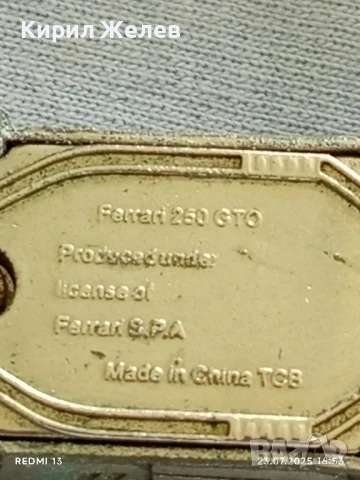 Кирил Желев
Ferrari 250 GTO
Produced under
license of
Ferrari S.P.A
Made in China TCB
REDMI 13
23.07.2025 16:53